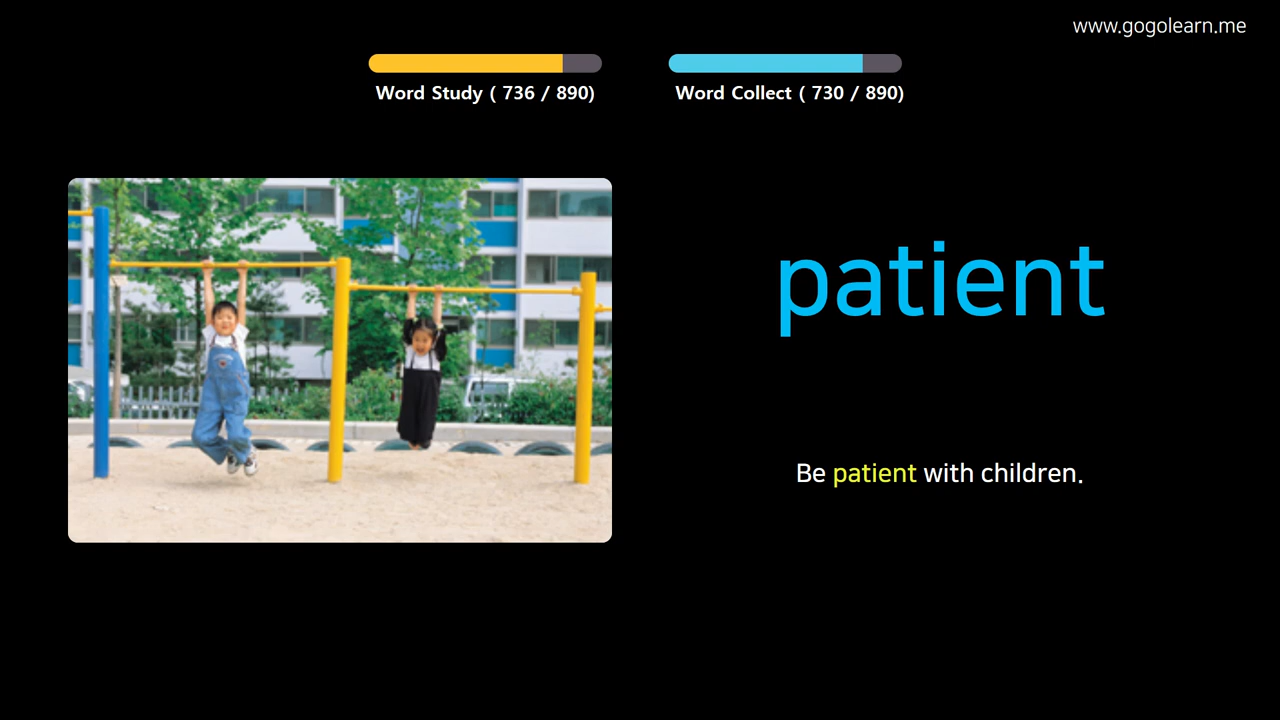 www.gogolearn.me
Word Study ( 736 / 890)
Word Collect ( 730 / 890)
patient
Be patient with children.